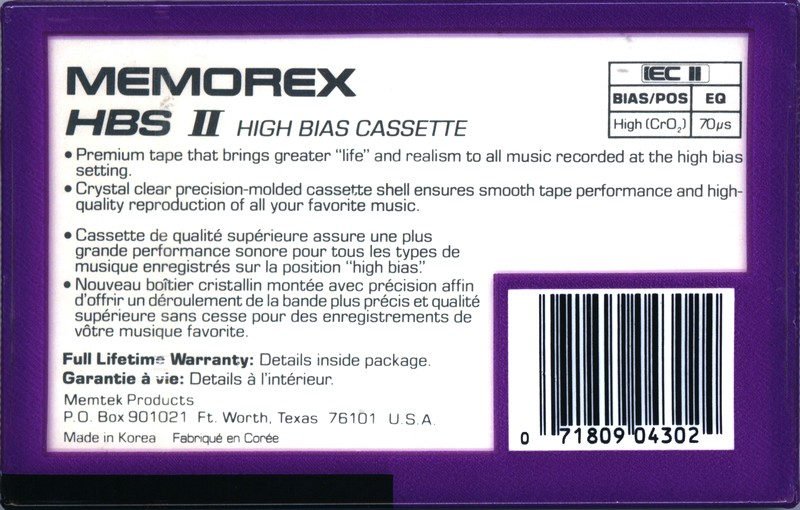 MEMOREX
HBS II HIGH BIAS CASSETTE
IEC II
BIAS/POS EQ
High (CrO₂) 70µs
• Premium tape that brings greater "life" and realism to all music recorded at the high bias
setting.
• Crystal clear precision-molded cassette shell ensures smooth tape performance and high-
quality reproduction of all your favorite music.
• Cassette de qualité supérieure assure une plus
grande performance sonore pour tous les types de
musique enregistrés sur la position "high bias."
• Nouveau boîtier cristallin montée avec précision affin
d'offrir un déroulement de la bande plus précis et qualité
supérieure sans cesse pour des enregistrements de
vôtre musique favorite.
Full Lifetime Warranty: Details inside package.
Garantie à vie: Details à l'intérieur.
Memtek Products
P.O. Box 901021 Ft. Worth, Texas 76101 U.S.A.
Made in Korea Fabriqué en Corée
0 71809 04302